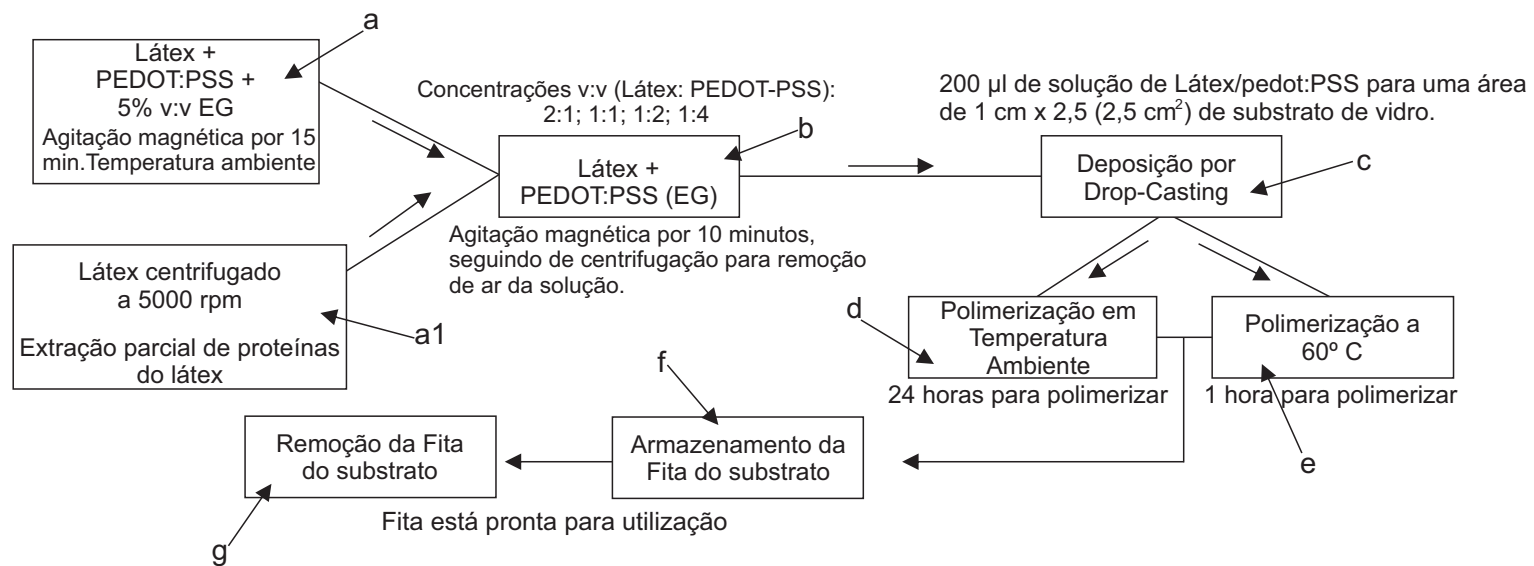 a
Látex +
PEDOT:PSS +
5% v:v EG
Agitação magnética por 15
min.Temperatura ambiente
Látex centrifugado
a 5000 rpm
Extração parcial de proteínas
do látex
a1
Concentrações v:v (Látex: PEDOT-PSS):
2:1; 1:1; 1:2; 1:4
b
Látex +
PEDOT:PSS (EG)
Agitação magnética por 10 minutos,
seguindo de centrifugação para remoção
de ar da solução.
200 µl de solução de Látex/pedot:PSS para uma área
de 1 cm x 2,5 (2,5 cm²) de substrato de vidro.
Deposição por
Drop-Casting
c
d
Polimerização em
Temperatura
Ambiente
24 horas para polimerizar
Polimerização a
60º C
1 hora para polimerizar
e
f
Armazenamento da
Fita do substrato
Remoção da Fita
do substrato
Fita está pronta para utilização
g